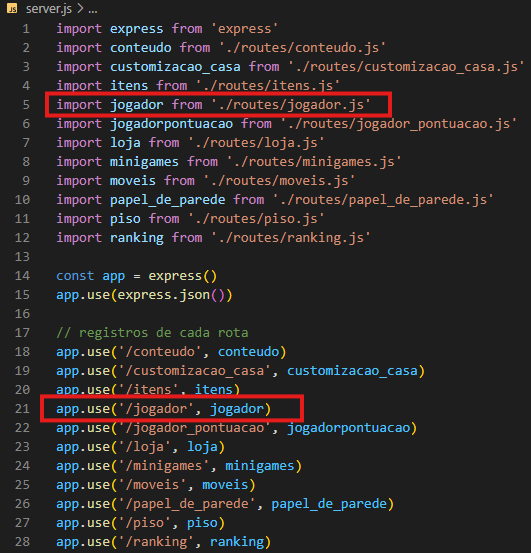 JS server.js > ...
1 import express from 'express'
2 import conteudo from './routes/conteudo.js'
3 import customizacao_casa from './routes/customizacao_casa.js'
4 import itens from './routes/itens.js'
5 import jogador from './routes/jogador.js'
6 import jogadorpontuacao from './routes/jogador_pontuacao.js'
7 import loja from './routes/loja.js'
8 import minigames from './routes/minigames.js'
9 import moveis from './routes/moveis.js'
10 import papel_de_parede from './routes/papel_de_parede.js'
11 import piso from './routes/piso.js'
12 import ranking from './routes/ranking.js'
13
14 const app = express()
15 app.use(express.json())
16
17 // registros de cada rota
18 app.use('/conteudo', conteudo)
19 app.use('/customizacao_casa', customizacao_casa)
20 app.use('/itens', itens)
21 app.use('/jogador', jogador)
22 app.use('/jogador_pontuacao', jogadorpontuacao)
23 app.use('/loja', loja)
24 app.use('/minigames', minigames)
25 app.use('/moveis', moveis)
26 app.use('/papel_de_parede', papel_de_parede)
27 app.use('/piso', piso)
28 app.use('/ranking', ranking)